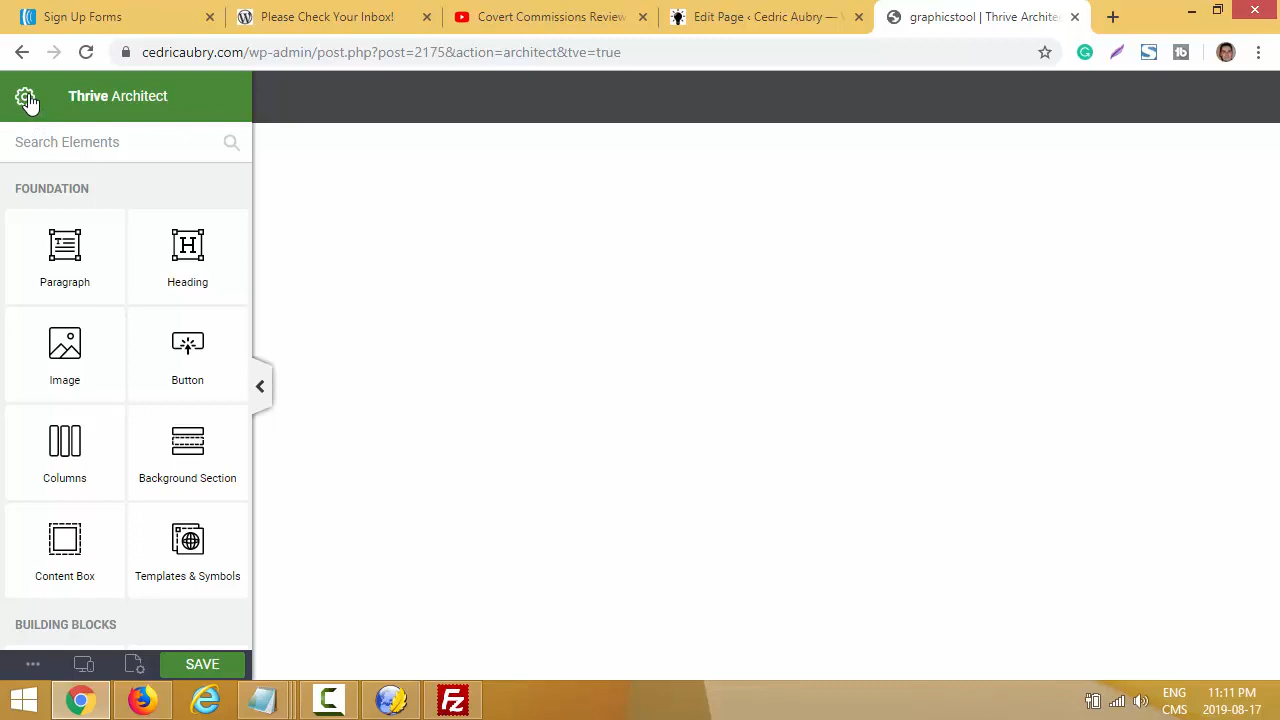 Sign Up Forms
Please Check Your Inbox!
Covert Commissions Review
Edit Page ‹ Cedric Aubry —
graphicstool | Thrive Archite
cedricaubry.com/wp-admin/post.php?post=2175&action=architect&tve=true
Thrive Architect
Search Elements
FOUNDATION
Paragraph
Heading
Image
Button
Columns
Background Section
Content Box
Templates & Symbols
BUILDING BLOCKS
SAVE
ENG 11:11 PM
CMS 2019-08-17